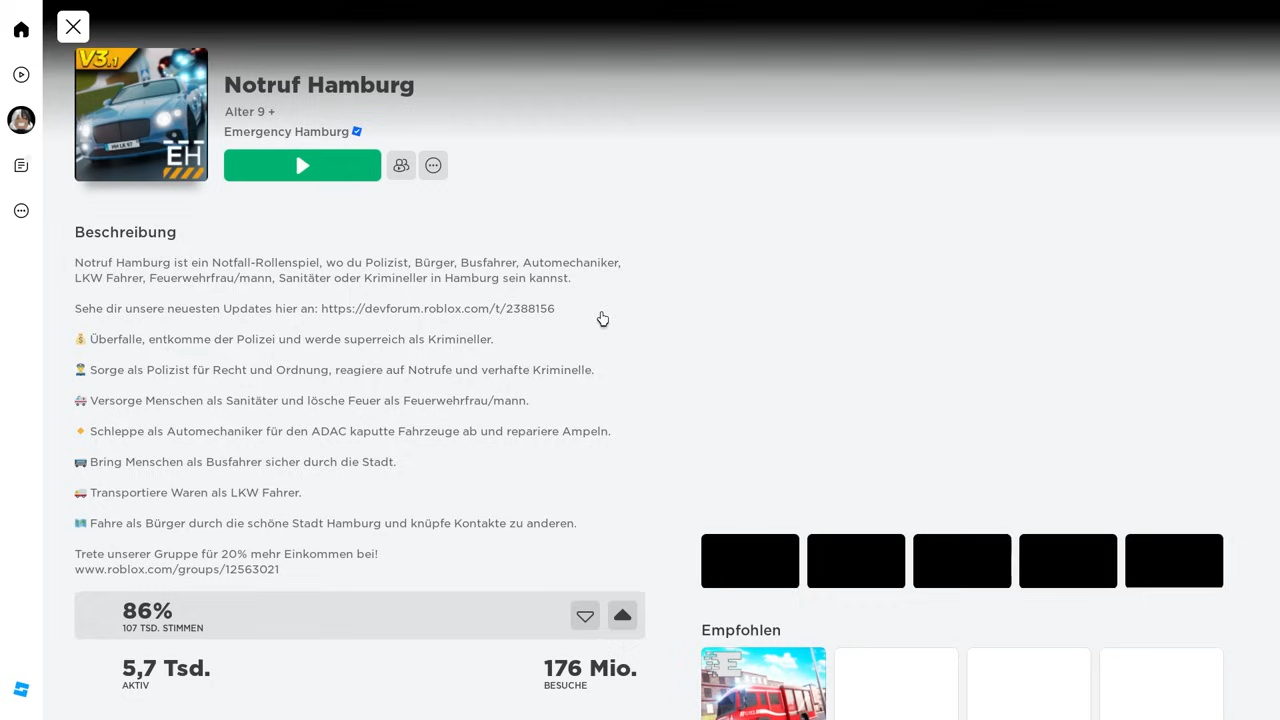 V3.1
HH LK 97
EH
Notruf Hamburg
Alter 9 +
Emergency Hamburg
Beschreibung
Notruf Hamburg ist ein Notfall-Rollenspiel, wo du Polizist, Bürger, Busfahrer, Automechaniker,
LKW Fahrer, Feuerwehrfrau/mann, Sanitäter oder Krimineller in Hamburg sein kannst.
Sehe dir unsere neuesten Updates hier an: https://devforum.roblox.com/t/2388156
Überfalle, entkomme der Polizei und werde superreich als Krimineller.
Sorge als Polizist für Recht und Ordnung, reagiere auf Notrufe und verhafte Kriminelle.
Versorge Menschen als Sanitäter und lösche Feuer als Feuerwehrfrau/mann.
Schleppe als Automechaniker für den ADAC kaputte Fahrzeuge ab und repariere Ampeln.
Bring Menschen als Busfahrer sicher durch die Stadt.
Transportiere Waren als LKW Fahrer.
Fahre als Bürger durch die schöne Stadt Hamburg und knüpfe Kontakte zu anderen.
Trete unserer Gruppe für 20% mehr Einkommen bei!
www.roblox.com/groups/12563021
86%
107 TSD. STIMMEN
5,7 Tsd.
AKTIV
176 Mio.
BESUCHE
Empfohlen